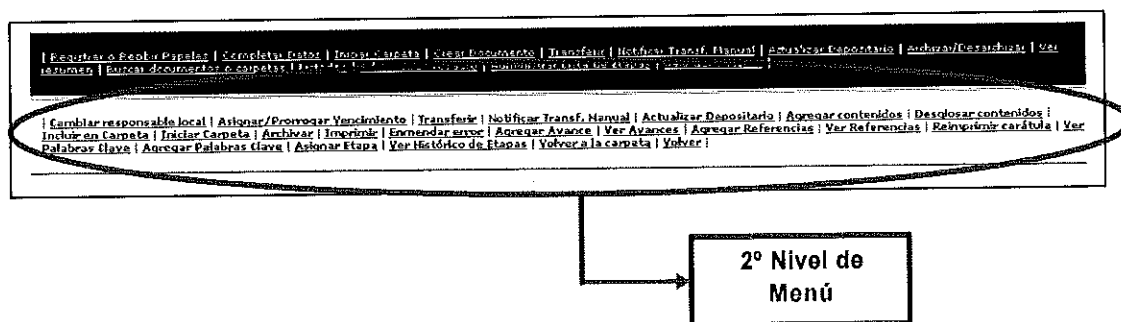 | Registrar o Recibir Papeles | Completar Datos | Iniciar Carpeta | Crear Documento | Transferir | Notificar Transf. Manual | Actualizar Depositario | Archivar/Desarchivar | Ver
resumen | Buscar documentos o carpetas |
| Cambiar responsable local | Asignar/Prorrogar Vencimiento | Transferir | Notificar Transf. Manual | Actualizar Depositario | Agregar contenidos | Desglosar contenidos |
Incluir en Carpeta | Iniciar Carpeta | Archivar | Imprimir | Enmendar error | Agregar Avance | Ver Avances | Agregar Referencias | Ver Referencias | Reimprimir carátula | Ver
Palabras Clave | Agregar Palabras Clave | Asignar Etapa | Ver Histórico de Etapas | Volver a la carpeta | Volver |
2º Nivel de
Menú